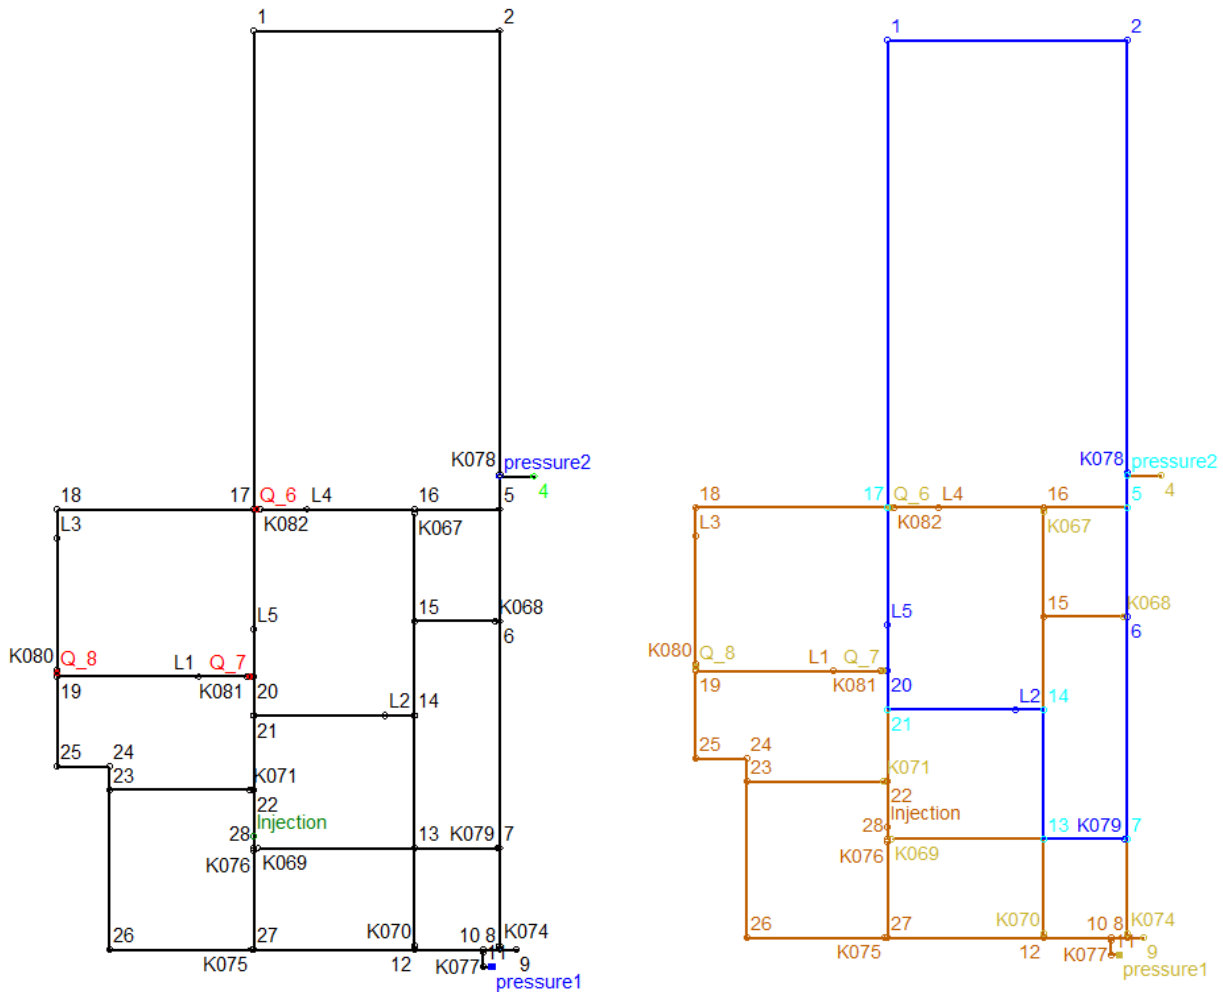 1 2
K078 pressure2
4
18 17 Q_6 L4 16 5
L3 K082 K067
15 K068
L5 6
K080 Q_8 L1 Q_7
19 K081 20
L2 14
21
25 24
23 K071
22
Injection
28 13 K079 7
K076 K069
26 27 K070 10 8 K074
K075 12 K077 11 9
pressure1
1 2
K078 pressure2
4
17 5
18 Q_6 L4 16
L3 K082 K067
15 K068
L5 6
K080 Q_8 L1 Q_7
19 K081 20
L2 14
21
25 24
23 K071
22
Injection
28 13 K079 7
K076 K069
26 27 K070 10 8 K074
K075 12 K077 11 9
pressure1